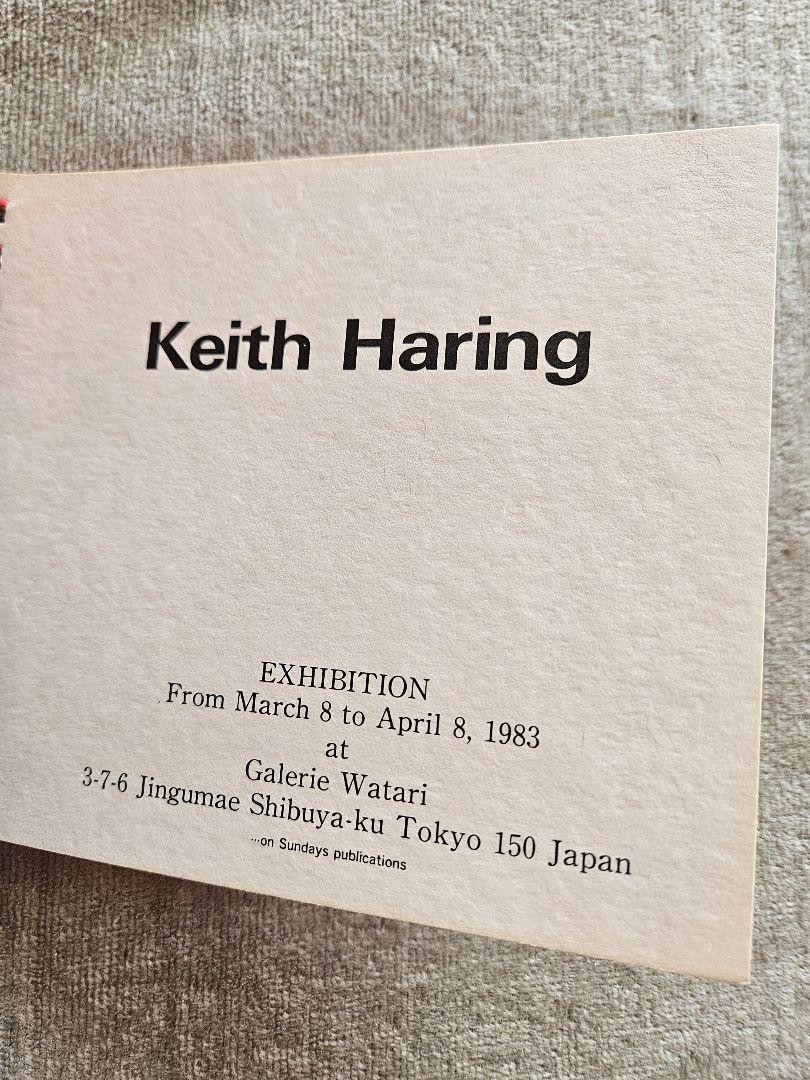 Keith Haring
EXHIBITION
From March 8 to April 8, 1983
at
Galerie Watari
3-7-6 Jingumae Shibuya-ku Tokyo 150 Japan
…on Sundays publications